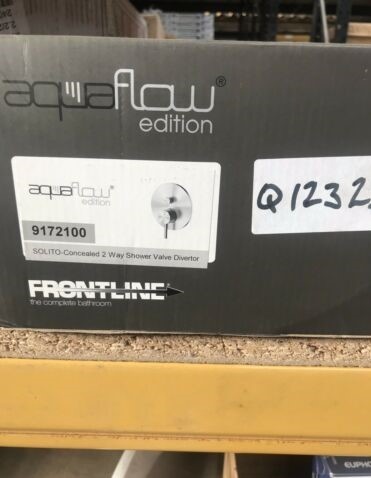 aquaflow®
edition
aquaflow®
edition
9172100
SOLITO-Concealed 2 Way Shower Valve Divertor
FRONTLINE
the complete bathroom
Q1232